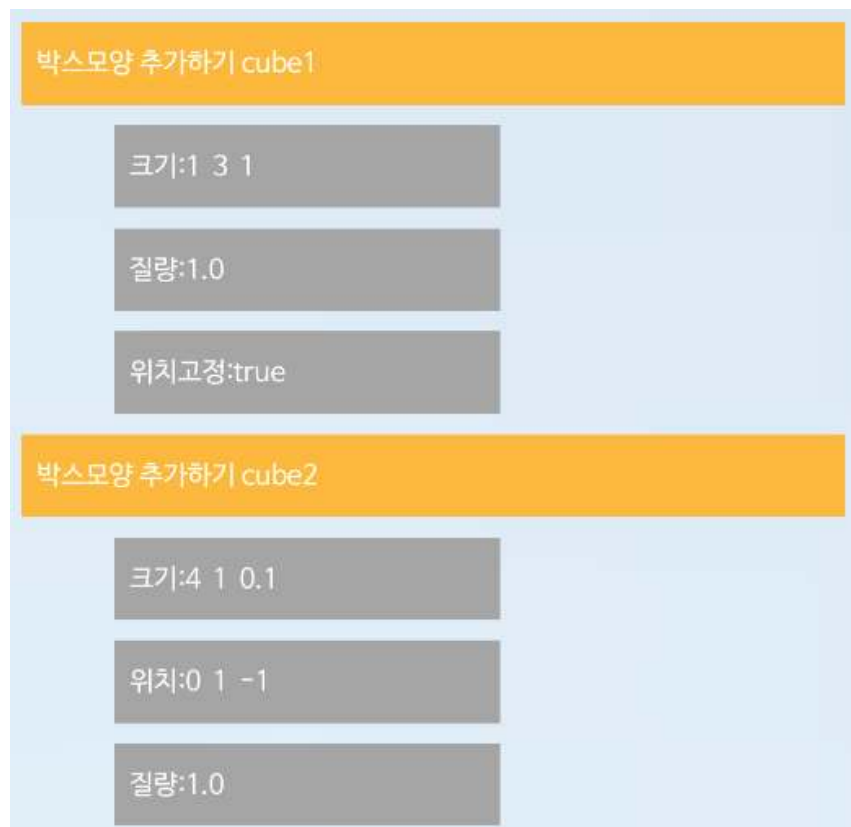 박스모양 추가하기 cube1
크기:1 3 1
질량:1.0
위치고정:true
박스모양 추가하기 cube2
크기:4 1 0.1
위치:0 1 -1
질량:1.0